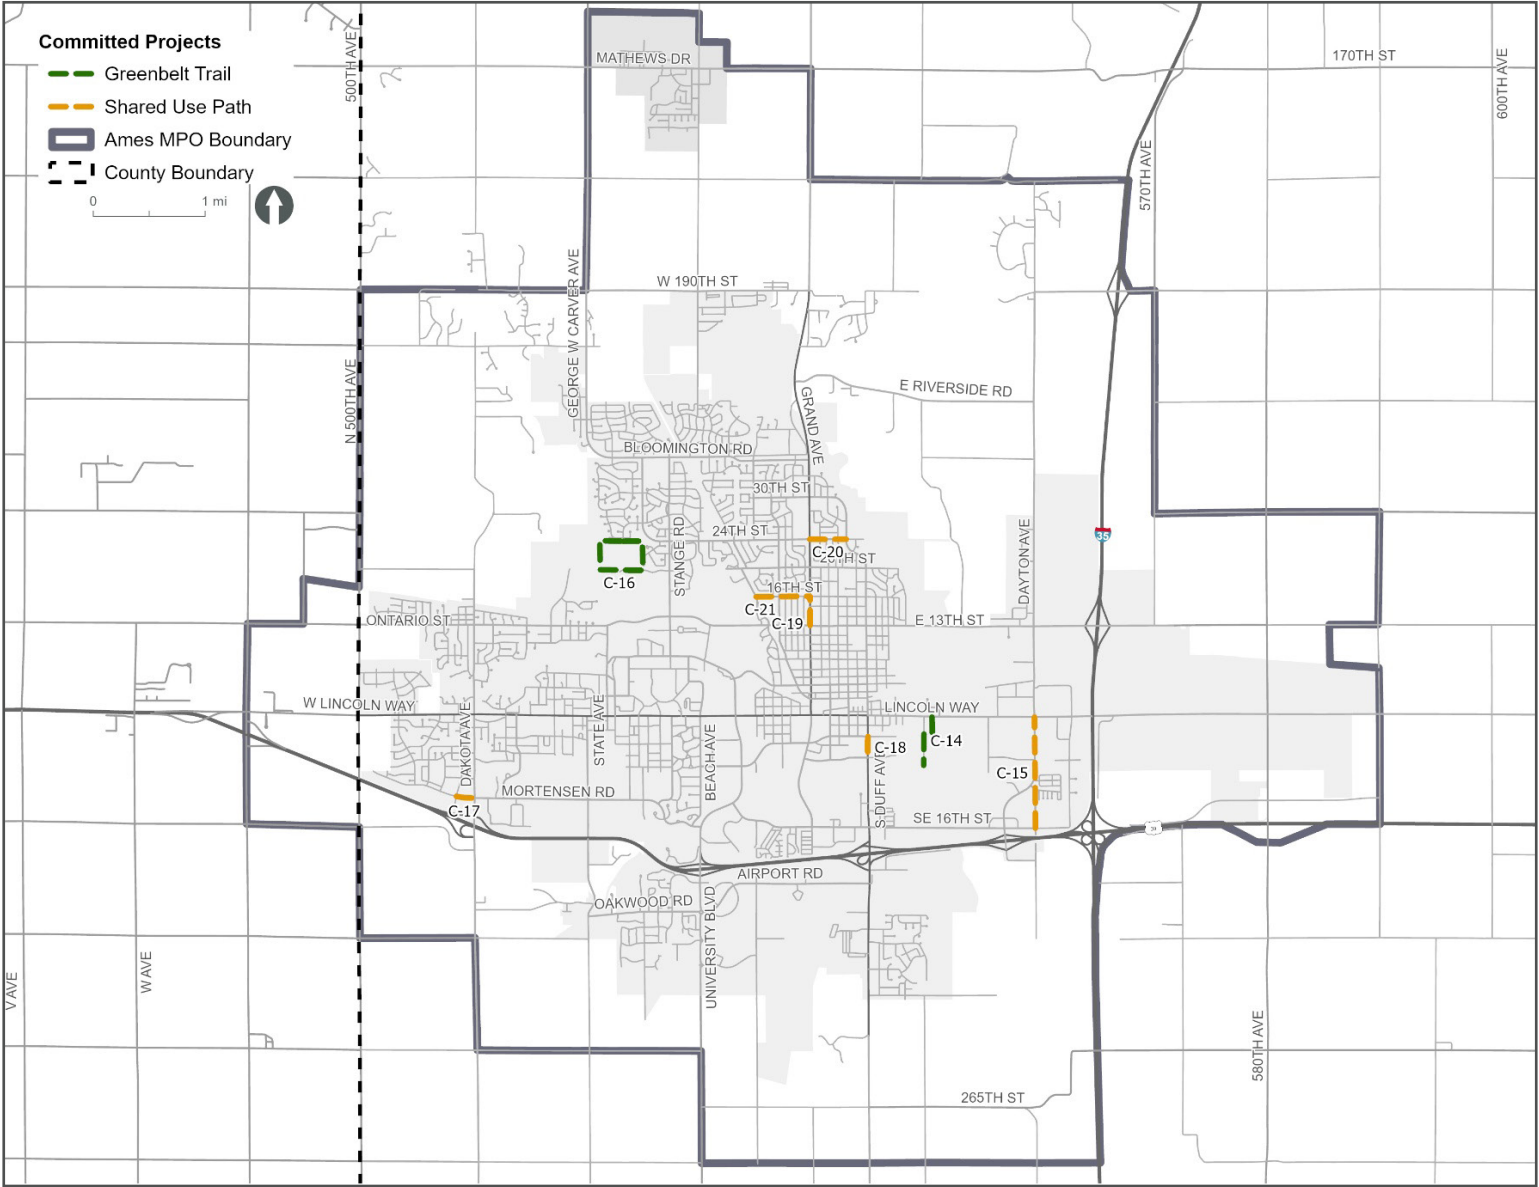 Committed Projects
Greenbelt Trail
Shared Use Path
Ames MPO Boundary
County Boundary
0 1 mi
500TH AVE
MATHEWS DR
170TH ST
600TH AVE
570TH AVE
GEORGE W CARVER AVE
W 190TH ST
N 500TH AVE
E RIVERSIDE RD
GRAND AVE
BLOOMINGTON RD
30TH ST
24TH ST
STANGE RD
C-20
20TH ST
DAYTON AVE
35
C-16
16TH ST
C-21
C-19
ONTARIO ST
E 13TH ST
W LINCOLN WAY
LINCOLN WAY
DAKOTA AVE
STATE AVE
BEACH AVE
C-18
C-14
S DUFF AVE
C-15
MORTENSEN RD
C-17
SE 16TH ST
AIRPORT RD
OAKWOOD RD
UNIVERSITY BLVD
V AVE
W AVE
580TH AVE
265TH ST